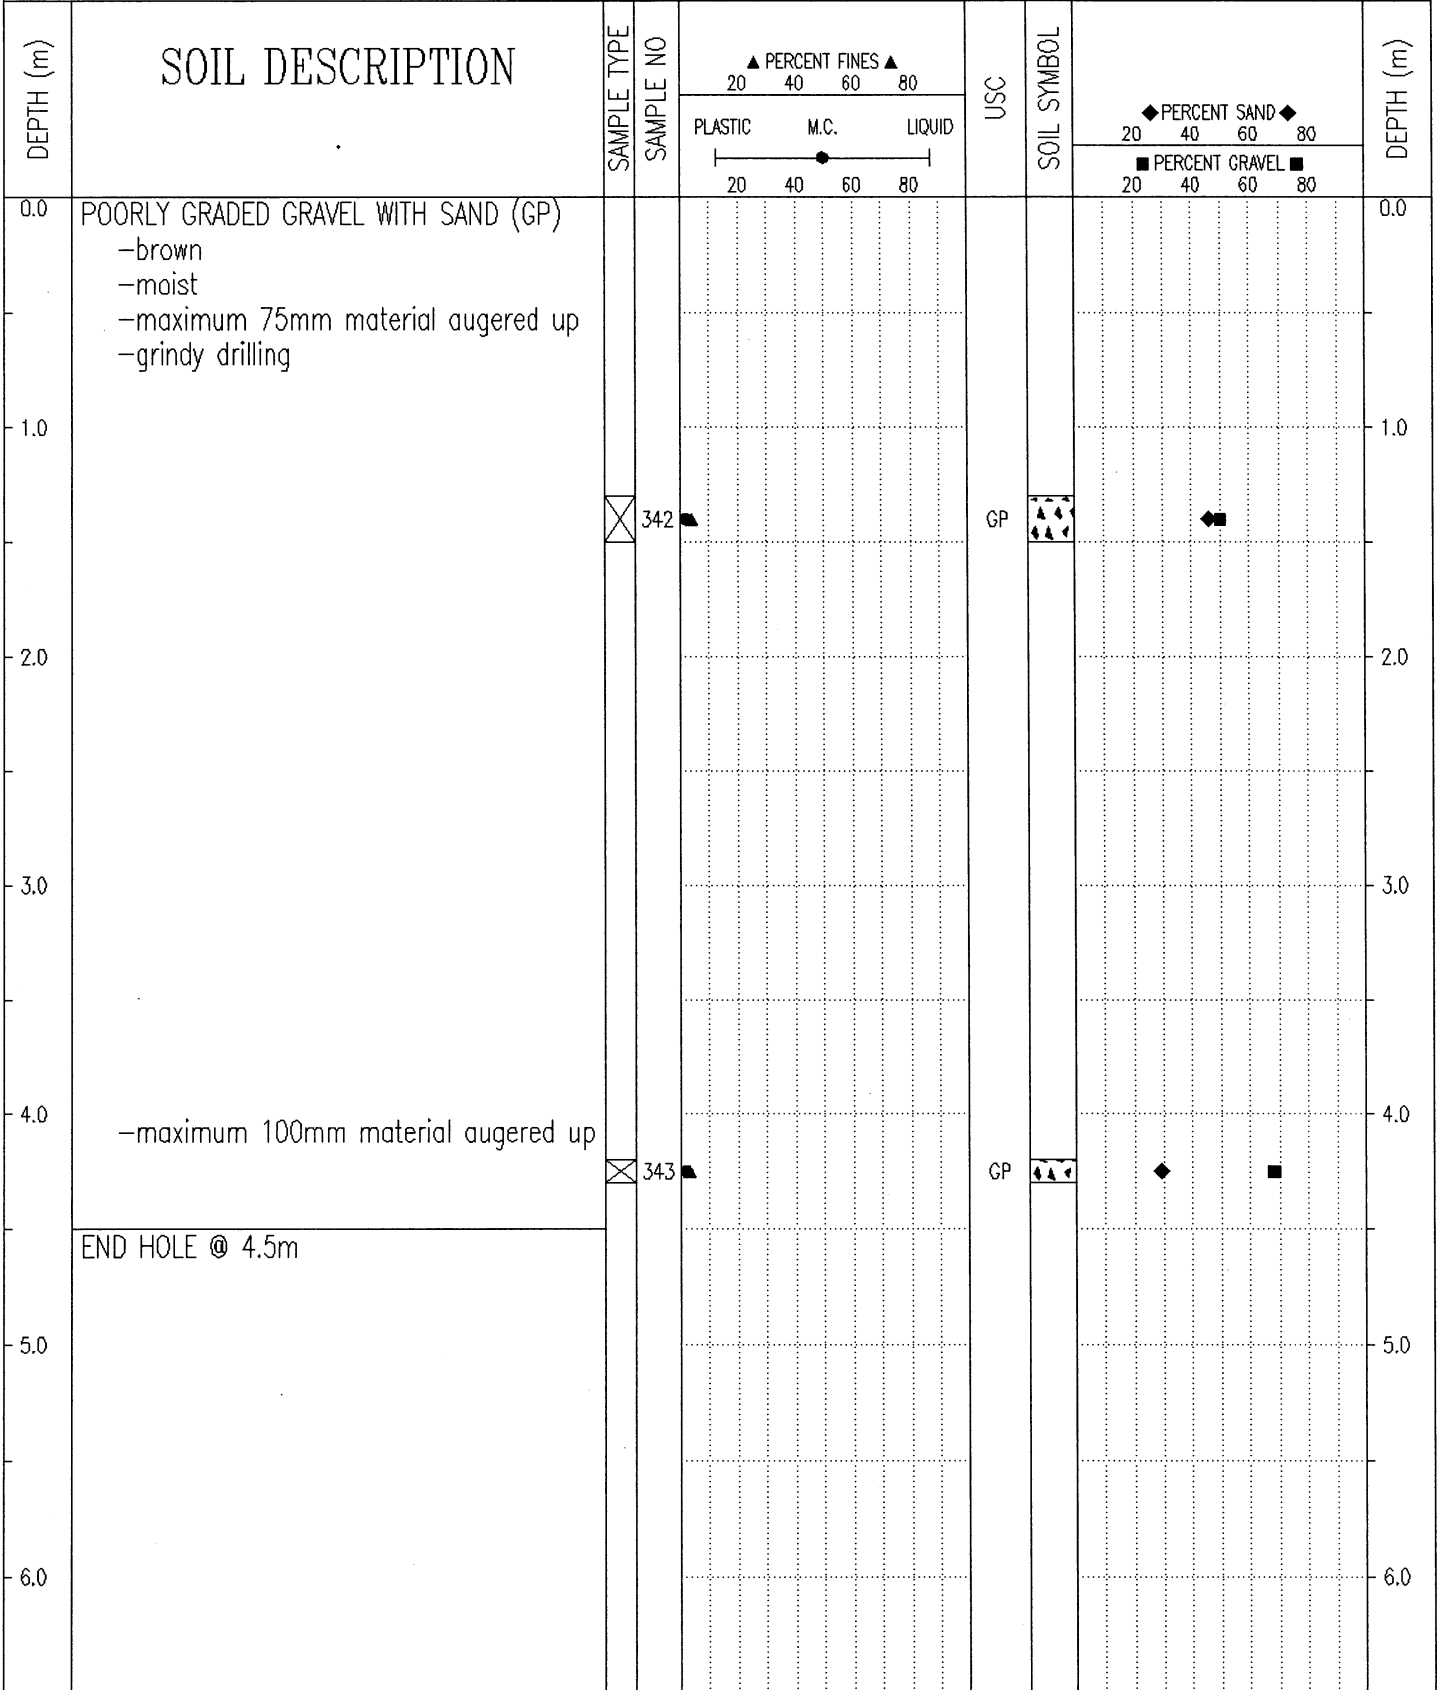 DEPTH (m)
SOIL DESCRIPTION
SAMPLE TYPE
SAMPLE NO
▲ PERCENT FINES ▲
20 40 60 80
PLASTIC M.C. LIQUID
20 40 60 80
USC
SOIL SYMBOL
◆ PERCENT SAND ◆
20 40 60 80
■ PERCENT GRAVEL ■
20 40 60 80
DEPTH (m)
0.0 POORLY GRADED GRAVEL WITH SAND (GP) 0.0
-brown
-moist
-maximum 75mm material augered up
-grindy drilling
1.0 1.0
342 GP
2.0 2.0
3.0 3.0
4.0 4.0
-maximum 100mm material augered up
343 GP
END HOLE @ 4.5m
5.0 5.0
6.0 6.0